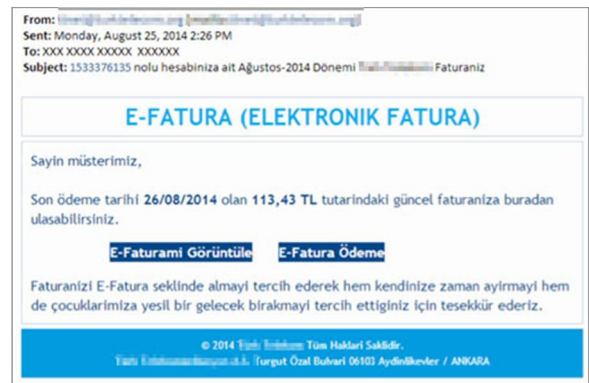 From:
Sent: Monday, August 25, 2014 2:26 PM
To: XXX XXXX XXXXX XXXXXX
Subject: 1533376135 nolu hesabiniza ait Ağustos-2014 Dönemi Faturaniz
E-FATURA (ELEKTRONIK FATURA)
Sayin müsterimiz,
Son ödeme tarihi 26/08/2014 olan 113,43 TL tutarindaki güncel faturaniza buradan
ulasabilirsiniz.
E-Faturami Görüntüle E-Fatura Ödeme
Faturanizi E-Fatura seklinde almayi tercih ederek hem kendinize zaman ayirmayi hem
de çocuklarimiza yesil bir gelecek birakmayi tercih ettiginiz için tesekkür ederiz.
© 2014 Tüm Haklari Saklidir.
Turgut Özal Bulvari 06103 Aydinlikevler / ANKARA